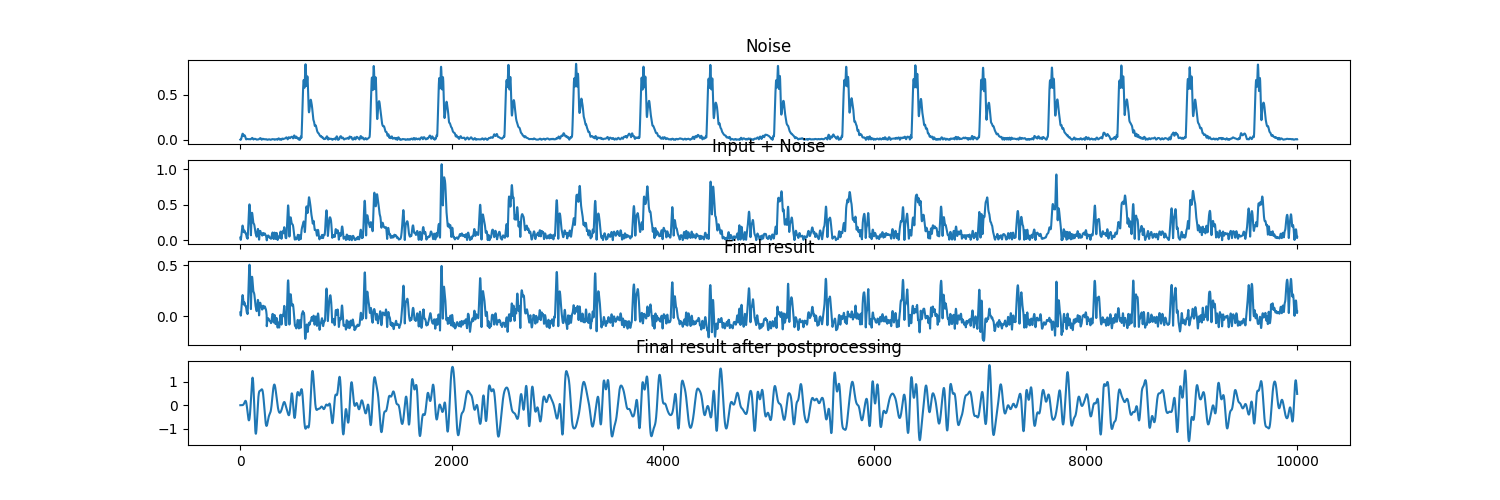 Noise
0.5
0.0
Input + Noise
1.0
0.5
0.0
Final result
0.5
0.0
Final result after postprocessing
1
0
−1
0 2000 4000 6000 8000 10000